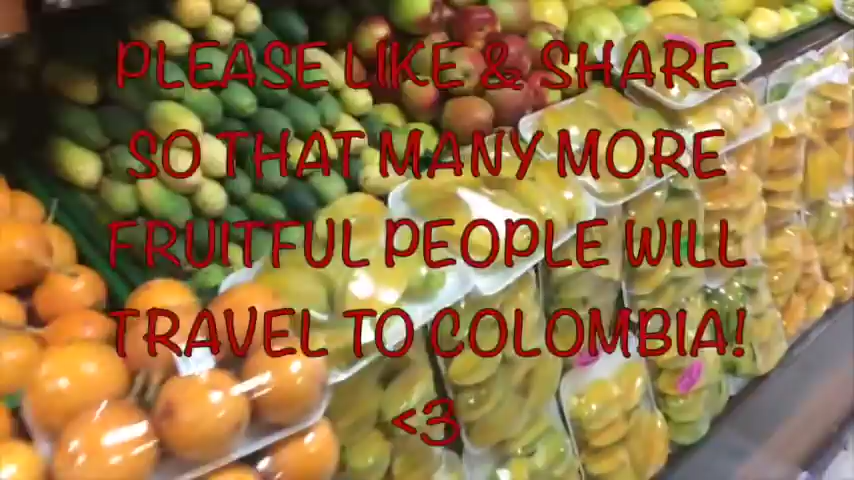 PLEASE LIKE & SHARE
SO THAT MANY MORE
FRUITFUL PEOPLE WILL
TRAVEL TO COLOMBIA!
<3